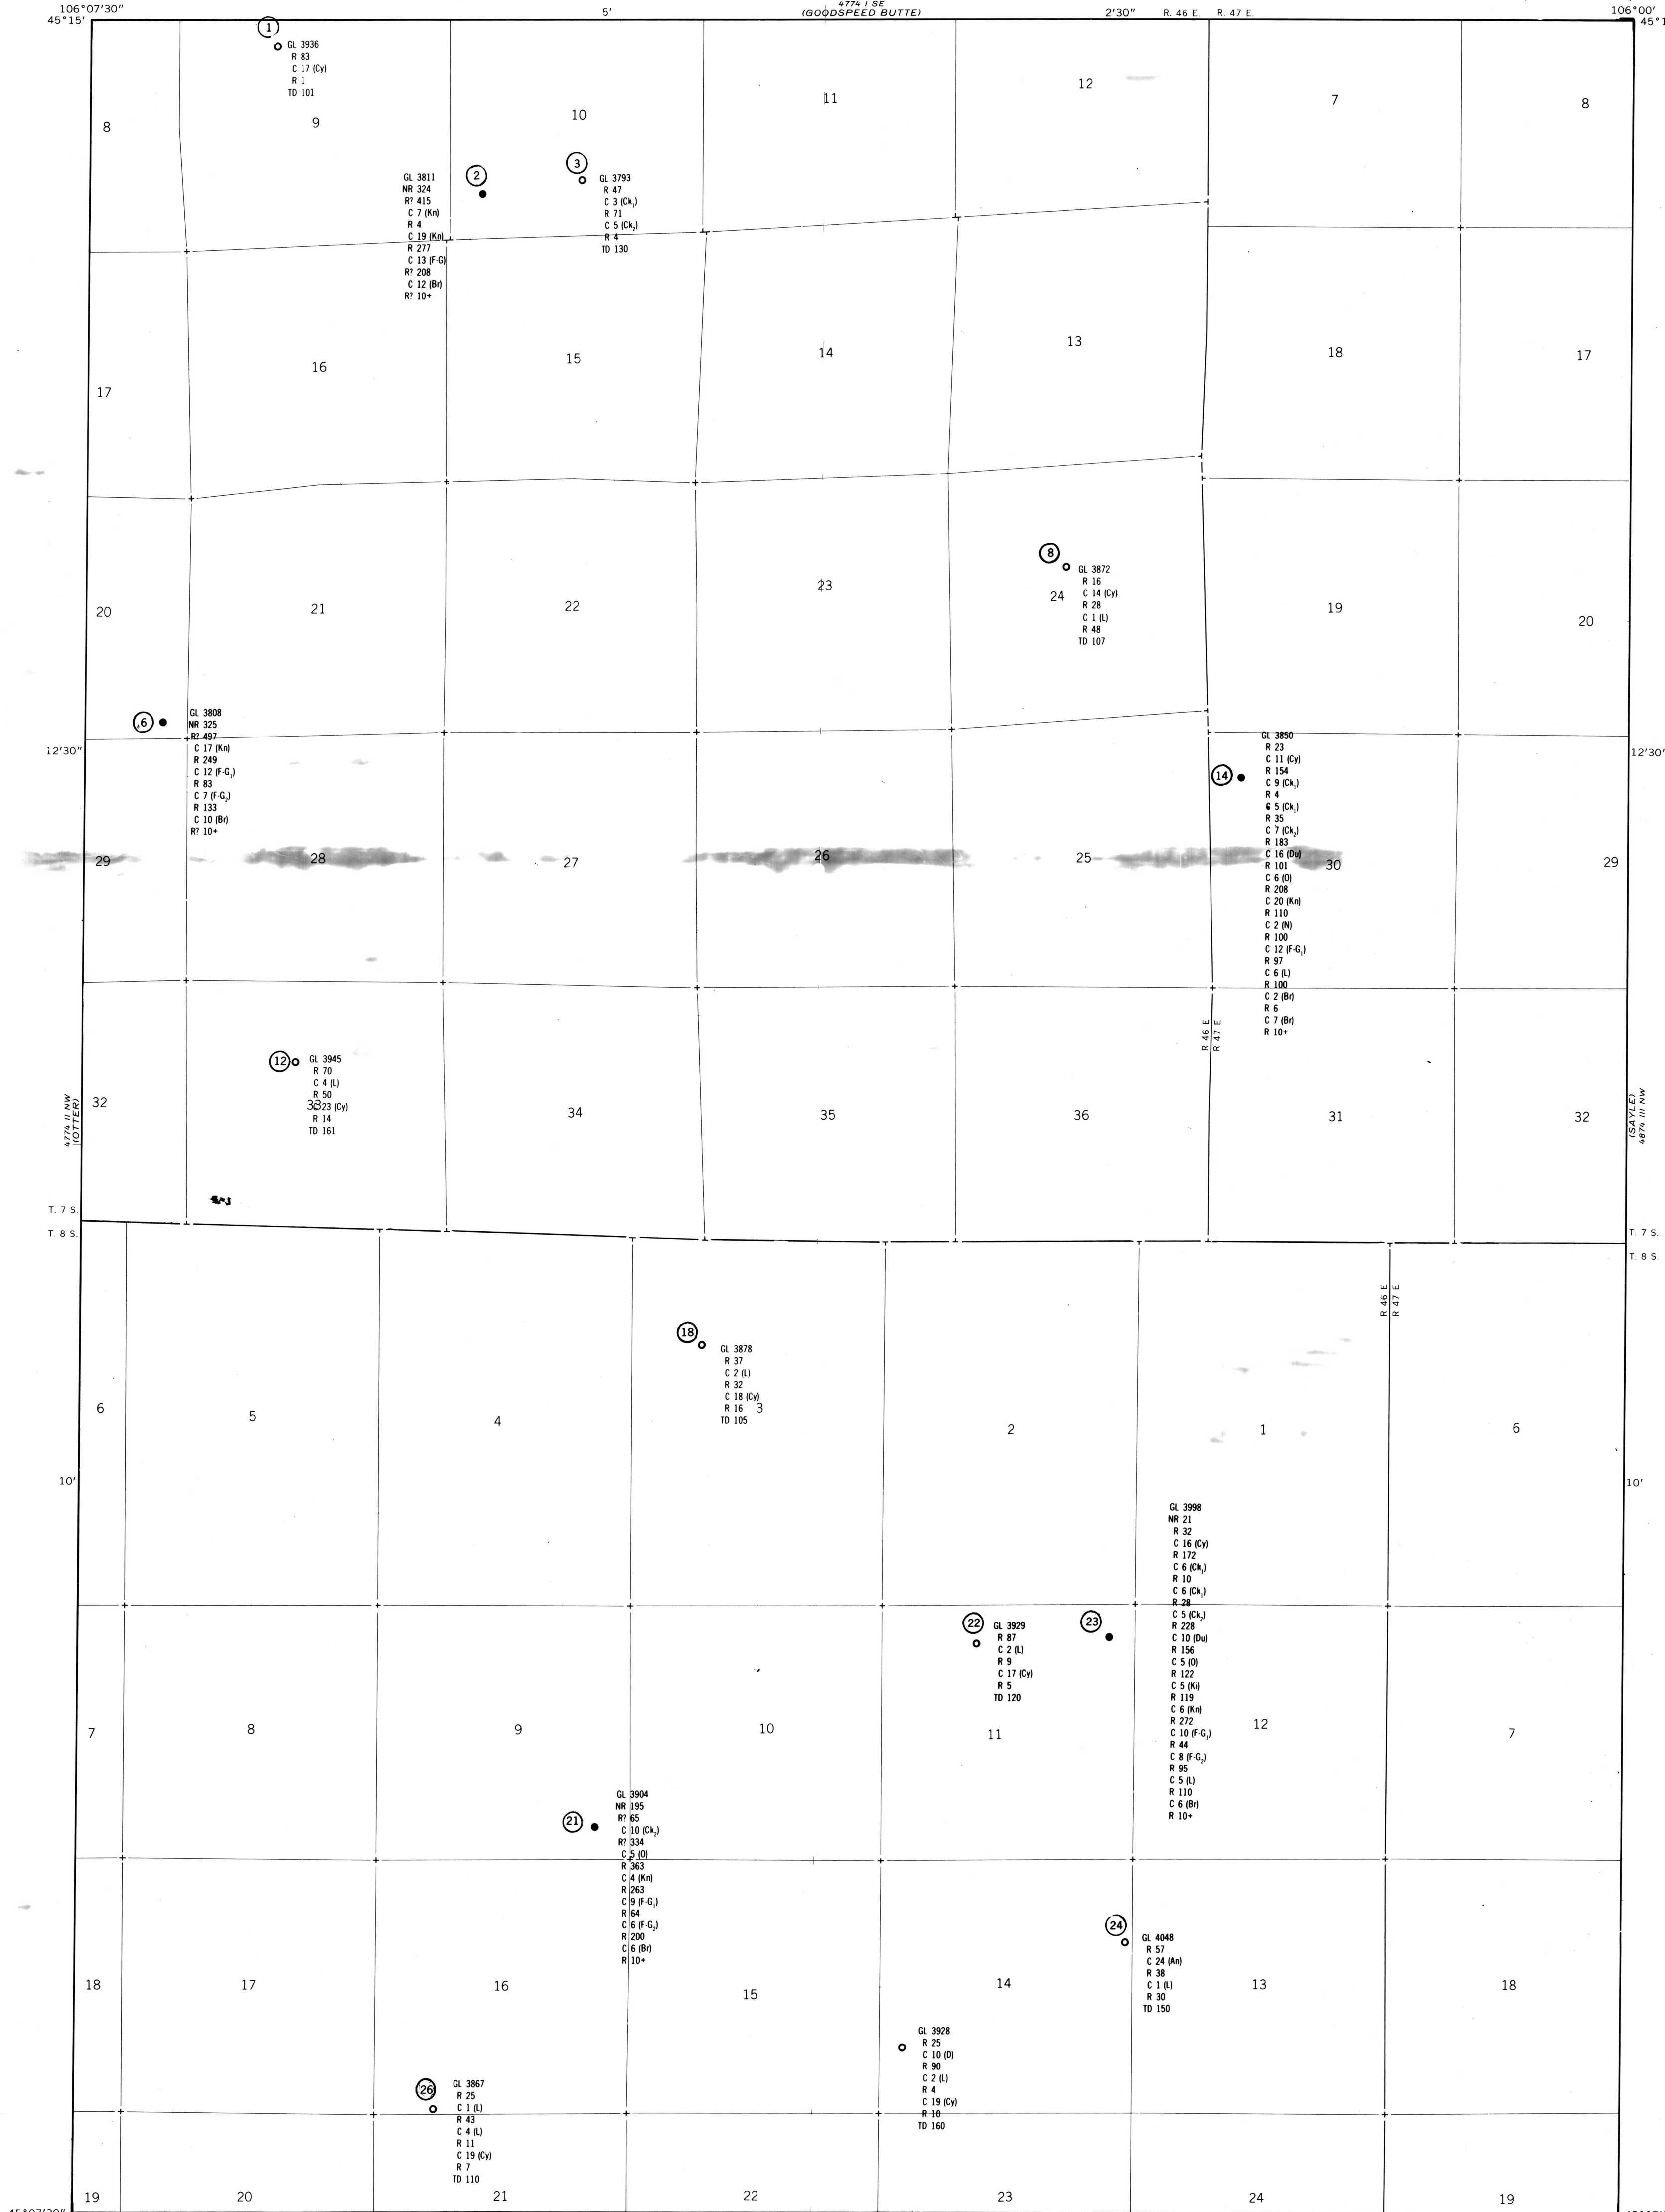 4774 I SE
106°07'30" 5' (GOODSPEED BUTTE) 2'30" R. 46 E. R. 47 E. 106°00'
45°15'
1
GL 3936
R 83
C 17 (Cy)
R 1
TD 101
8
9
10
11
12
7
8
2
GL 3811
NR 324
R? 415
C 7 (Kn)
R 4
C 19 (Kn)
R 277
C 13 (F-G)
R? 208
C 12 (Br)
R? 10+
3
GL 3793
R 47
C 3 (Ck₁)
R 71
C 5 (Ck₂)
R 4
TD 130
17
16
15
14
13
18
17
8
GL 3872
R 16
C 14 (Cy)
R 28
C 1 (L)
R 48
TD 107
20
21
22
23
24
19
20
6
GL 3808
NR 325
R? 497
C 17 (Kn)
R 249
C 12 (F-G₁)
R 83
C 7 (F-G₂)
R 133
C 10 (Br)
R? 10+
12'30"
12'30"
14
GL 3850
R 23
C 11 (Cy)
R 154
C 9 (Ck₁)
R 4
C 5 (Ck₁)
R 35
C 7 (Ck₂)
R 183
C 16 (Du)
R 101
C 6 (O)
R 208
C 20 (Kn)
R 110
C 2 (N)
R 100
C 12 (F-G₁)
R 97
C 6 (L)
R 100
C 2 (Br)
R 6
C 7 (Br)
R 10+
29
28
27
26
25
30
29
R 46 E
R 47 E
12
GL 3945
R 70
C 4 (L)
R 50
C 23 (Cy)
R 14
TD 161
4774 II NW
(OTTER)
32
33
34
35
36
31
32
(SAYLE)
4874 III NW
T. 7 S.
T. 8 S.
T. 7 S.
T. 8 S.
R 46 E
R 47 E
18
GL 3878
R 37
C 2 (L)
R 32
C 18 (Cy)
R 16
TD 105
6
5
4
3
2
1
6
10'
10'
GL 3998
NR 21
R 32
C 16 (Cy)
R 172
C 6 (Ck₁)
R 10
C 6 (Ck₁)
R 28
C 5 (Ck₂)
R 228
C 10 (Du)
R 156
C 5 (O)
R 122
C 5 (Ki)
R 119
C 6 (Kn)
R 272
C 10 (F-G₁)
R 44
C 8 (F-G₂)
R 95
C 5 (L)
R 110
C 6 (Br)
R 10+
22
GL 3929
R 87
C 2 (L)
R 9
C 17 (Cy)
R 5
TD 120
23
7
8
9
10
11
12
7
21
GL 3904
NR 195
R? 65
C 10 (Ck₂)
R? 334
C 5 (O)
R 363
C 4 (Kn)
R 263
C 9 (F-G₁)
R 64
C 6 (F-G₂)
R 200
C 6 (Br)
R 10+
24
GL 4048
R 57
C 24 (An)
R 38
C 1 (L)
R 30
TD 150
18
17
16
15
14
13
18
GL 3928
R 25
C 10 (D)
R 90
C 2 (L)
R 4
C 19 (Cy)
R 10
TD 160
26
GL 3867
R 25
C 1 (L)
R 43
C 4 (L)
R 11
C 19 (Cy)
R 7
TD 110
19
20
21
22
23
24
19